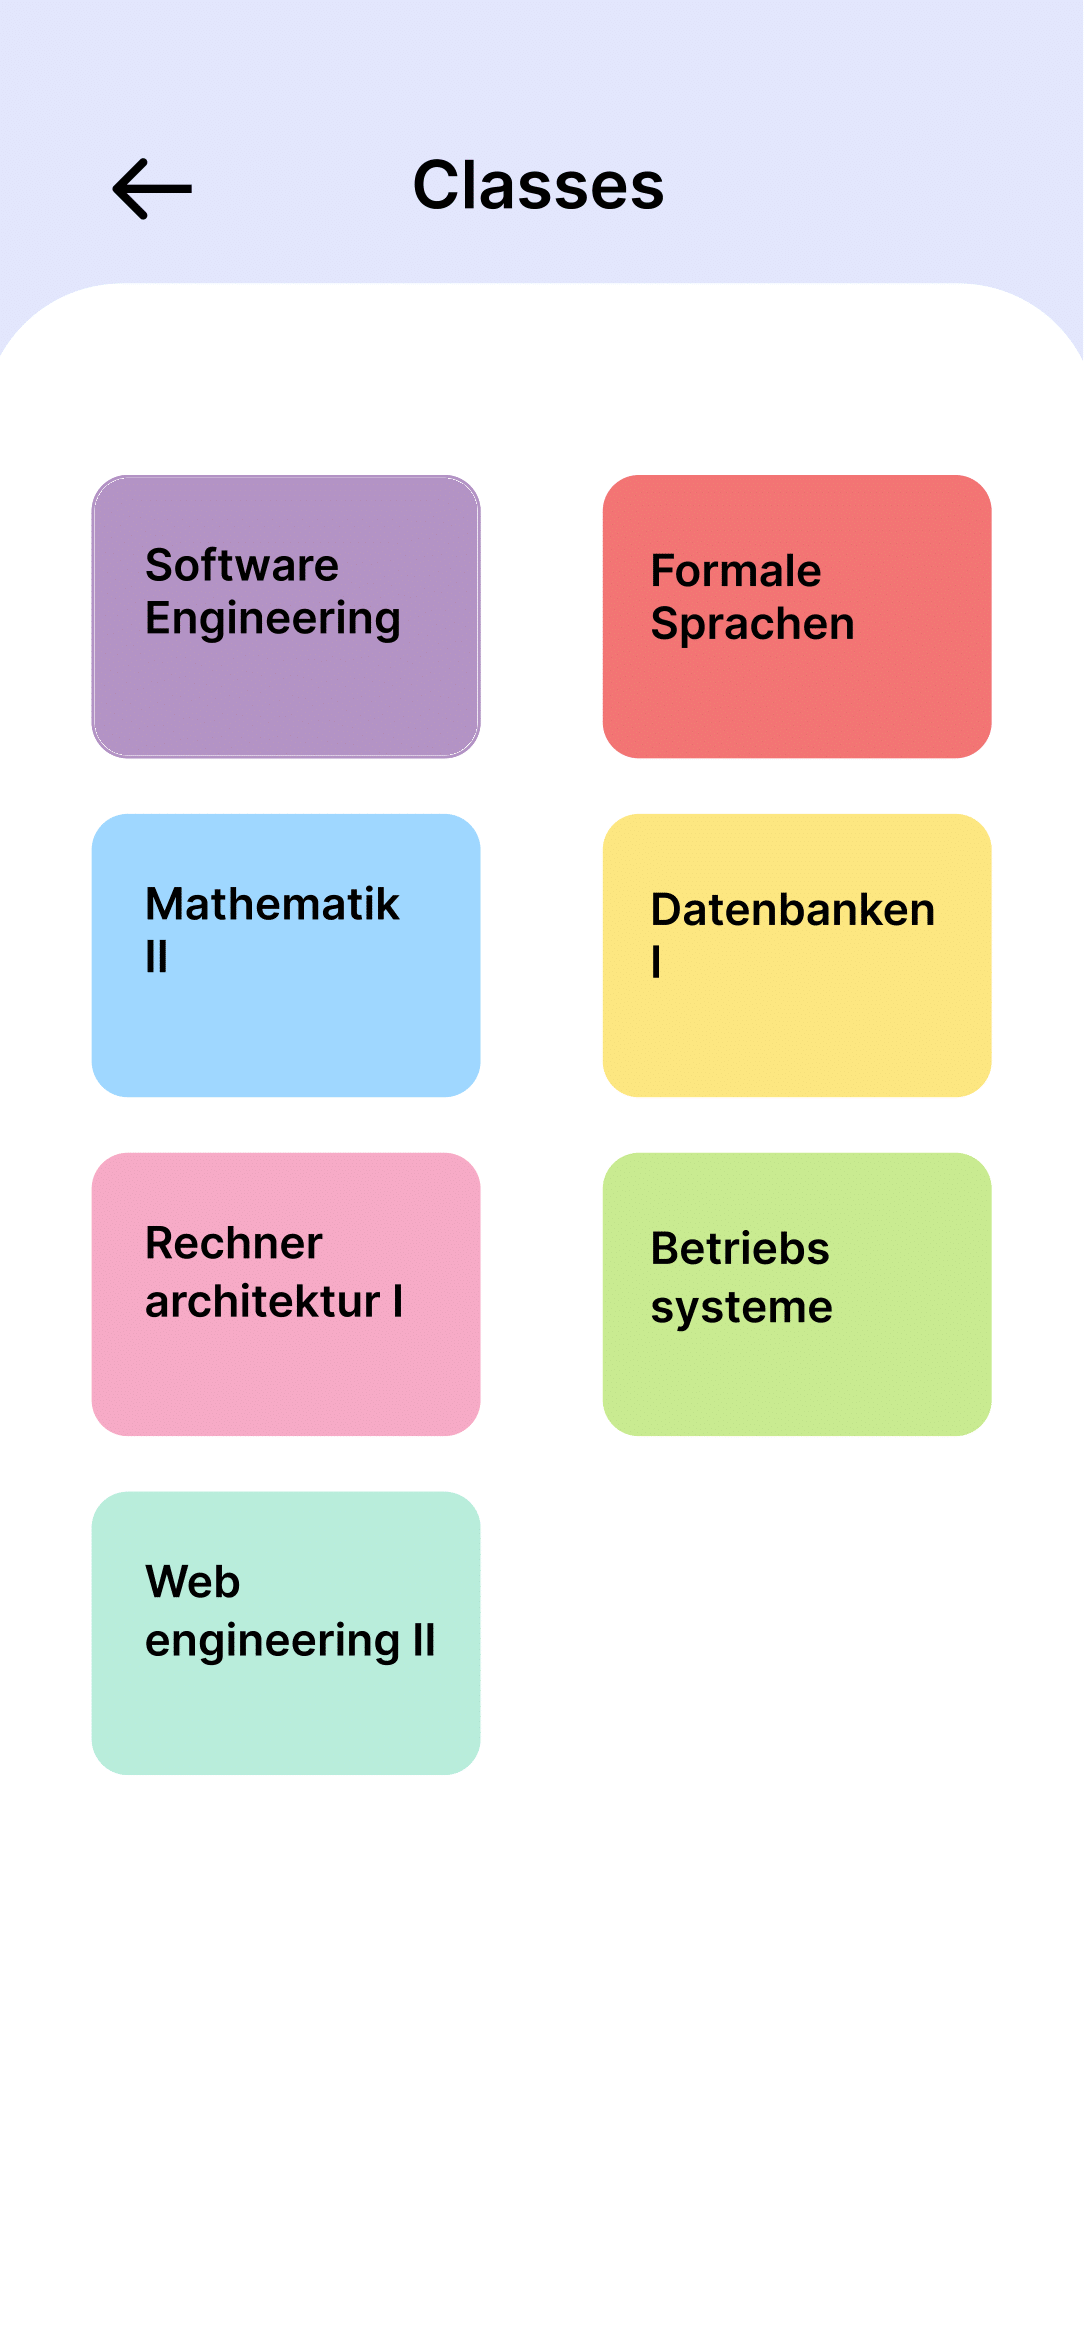 Classes
Software
Engineering
Formale
Sprachen
Mathematik
II
Datenbanken
I
Rechner
architektur I
Betriebs
systeme
Web
engineering II